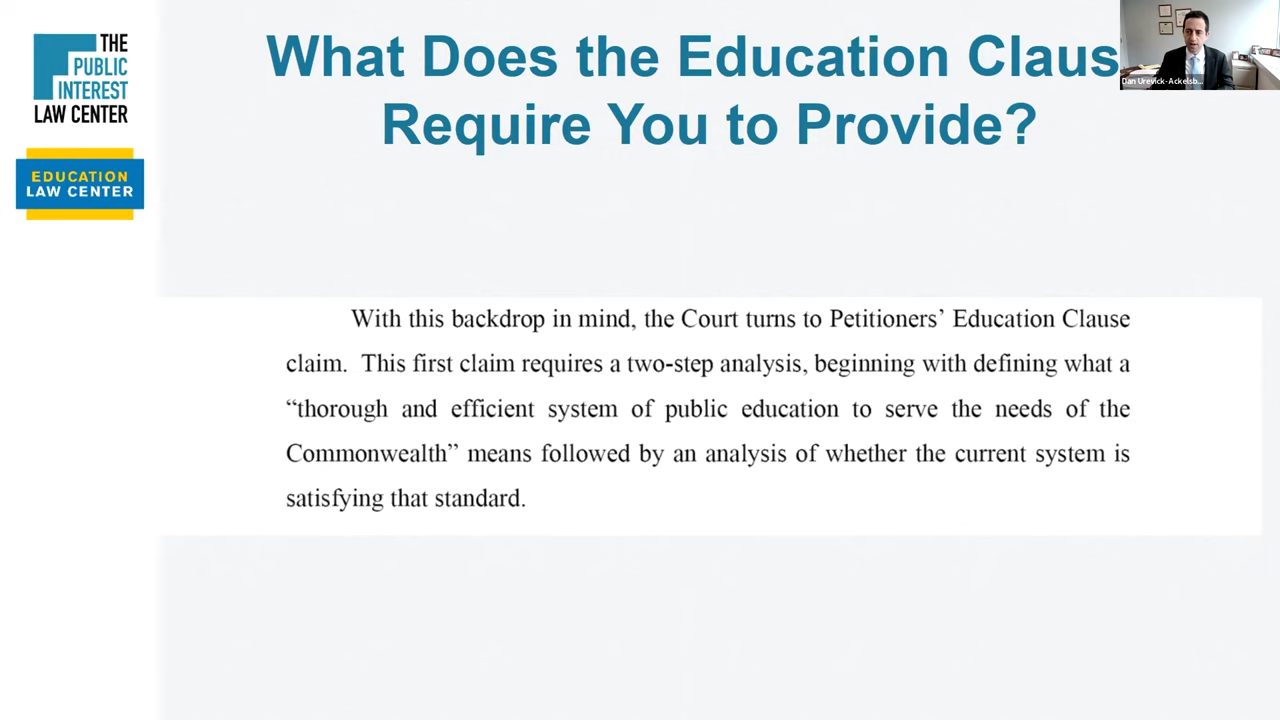 THE
PUBLIC
INTEREST
LAW CENTER
EDUCATION
LAW CENTER
What Does the Education Claus
Require You to Provide?
Dan Urevick-Ackelsb...
With this backdrop in mind, the Court turns to Petitioners’ Education Clause
claim. This first claim requires a two-step analysis, beginning with defining what a
“thorough and efficient system of public education to serve the needs of the
Commonwealth” means followed by an analysis of whether the current system is
satisfying that standard.